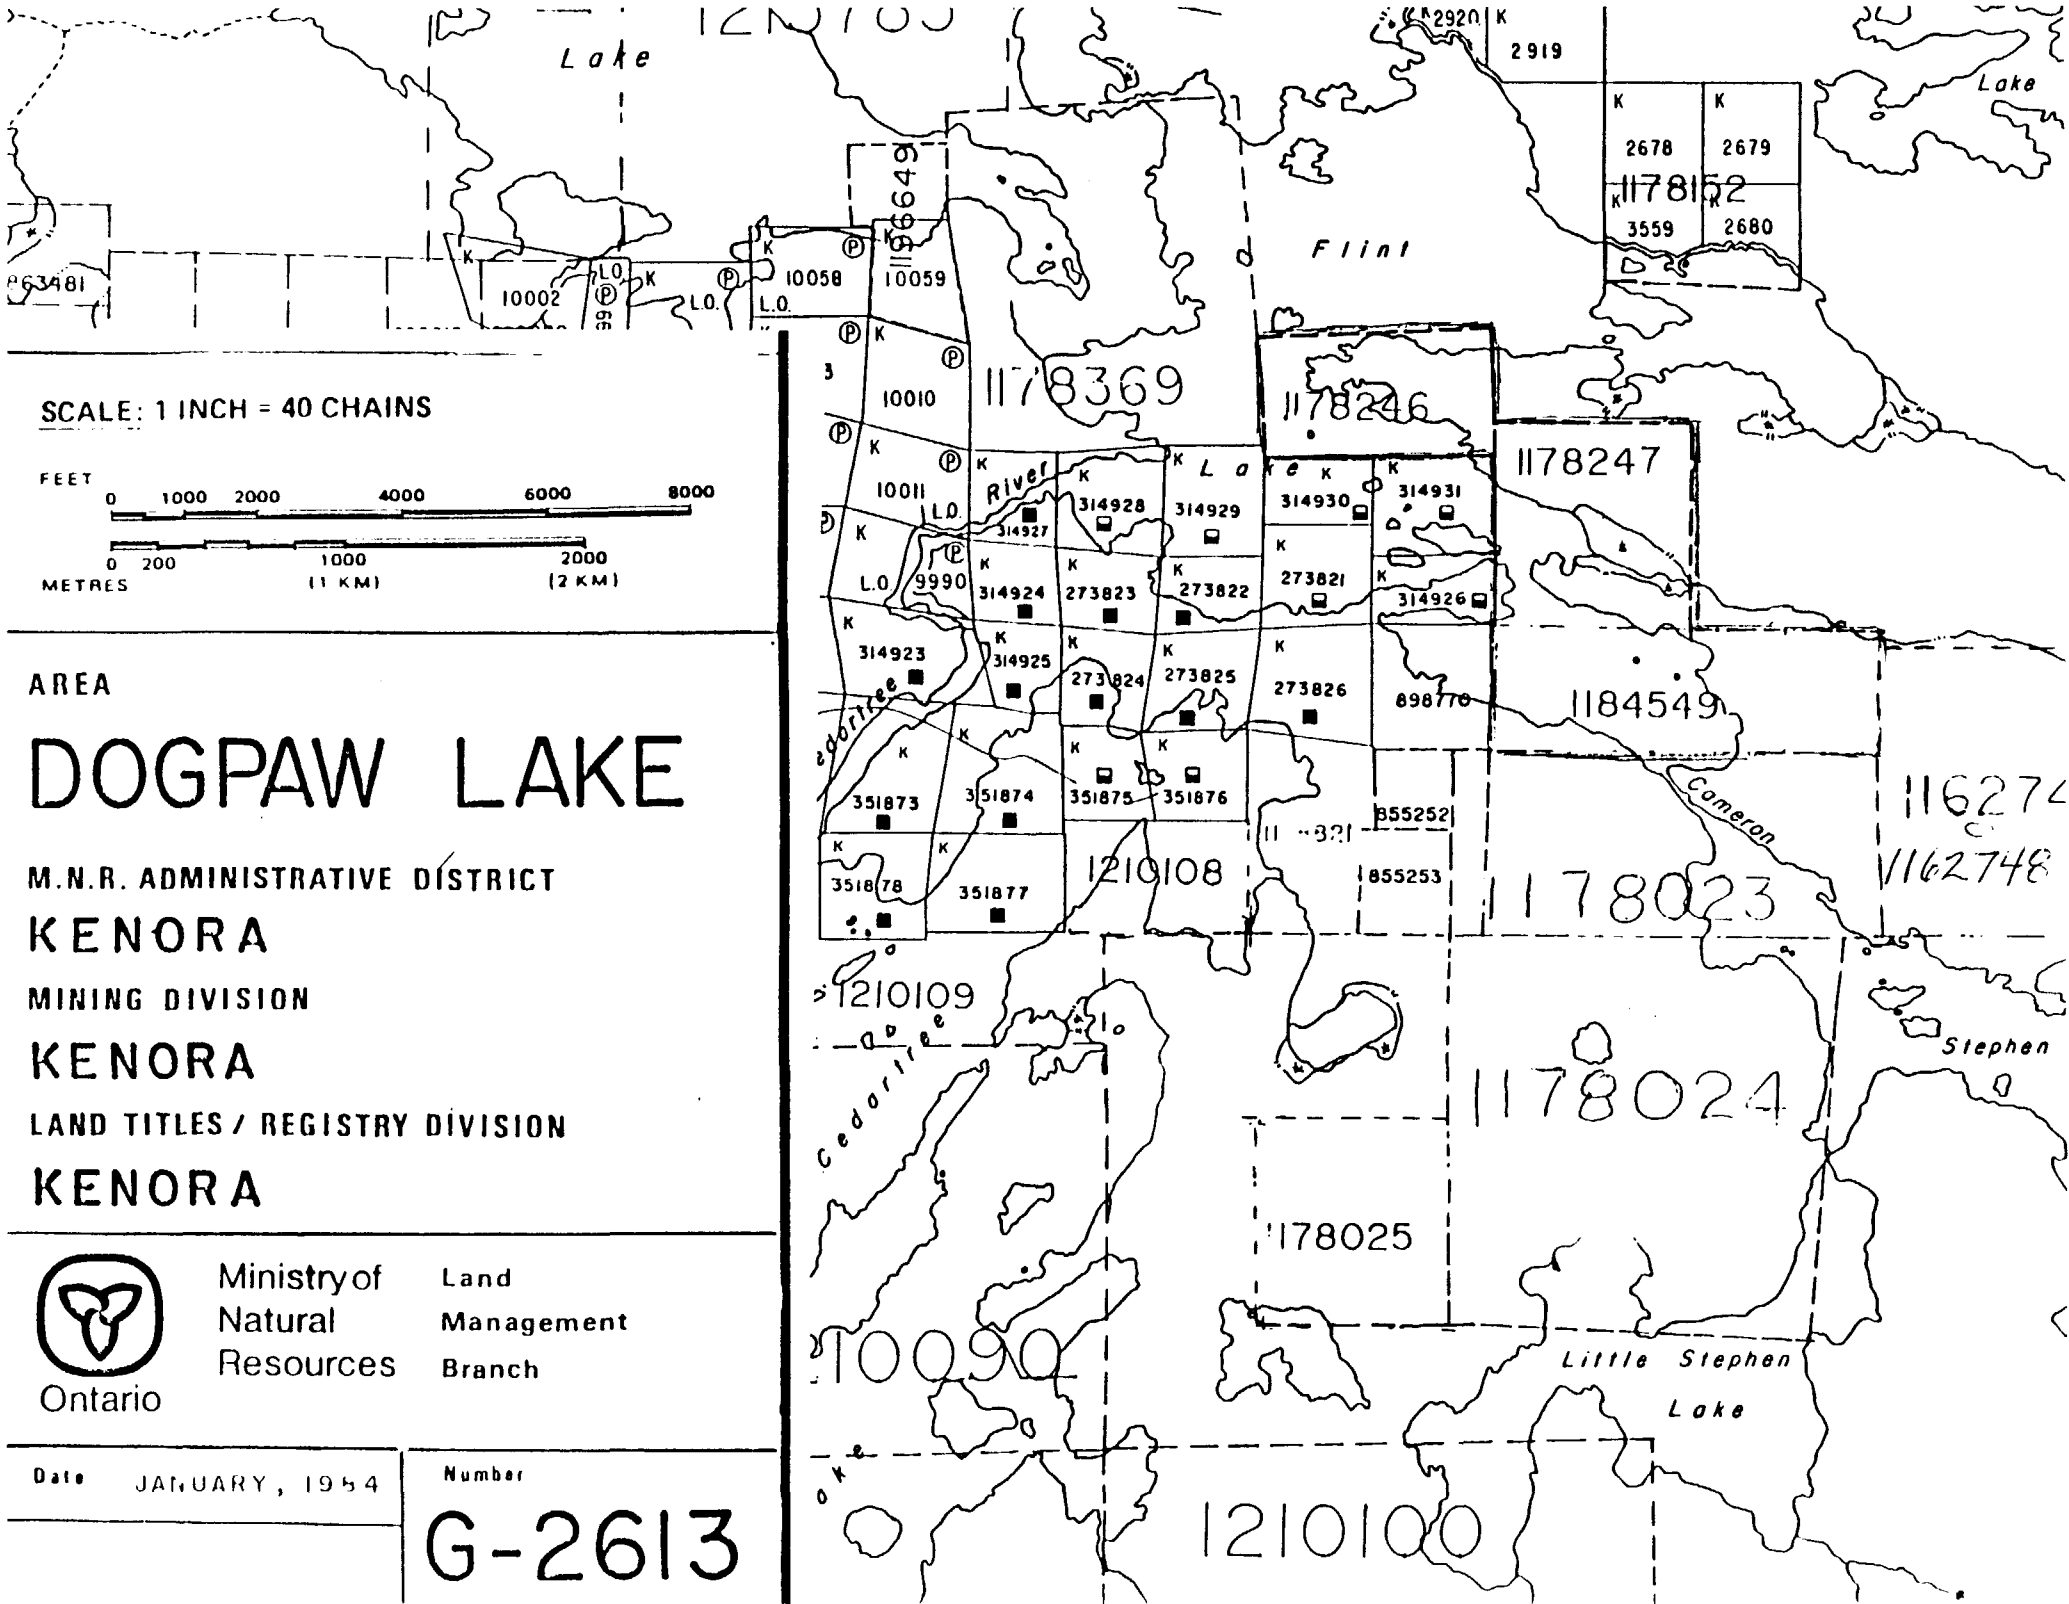 Lake
K 2920
K
2919
Lake
K
2678
K
2679
1178152
K
3559
K
2680
1196649
Flint
863481
K
10002
L.O.
P
K
L.O.
P
K
P
10058
L.O.
K
10059
P
K
P
10010
1178369
1178246
1178247
P
K
P
10011
L.O.
K
River
314927
K
314928
K
314929
Lake
K
314930
K
314931
P
K
L.O.
P
9990
K
314924
K
273823
K
273822
K
273821
K
314926
K
314923
K
314925
K
273824
K
273825
K
273826
898770
1184549
K
351873
K
351874
K
351875
K
351876
855252
Cameron
1162748
K
351878
K
351877
1210108
855253
1178023
1210109
Cedartree
Stephen
1178024
1178025
Little Stephen
Lake
1210100
SCALE: 1 INCH = 40 CHAINS
FEET
0 1000 2000 4000 6000 8000
0 200 1000 2000
METRES (1 KM) (2 KM)
AREA
DOGPAW LAKE
M.N.R. ADMINISTRATIVE DISTRICT
KENORA
MINING DIVISION
KENORA
LAND TITLES / REGISTRY DIVISION
KENORA
Ministry of
Natural
Resources
Land
Management
Branch
Ontario
Date JANUARY, 1984
Number
G-2613